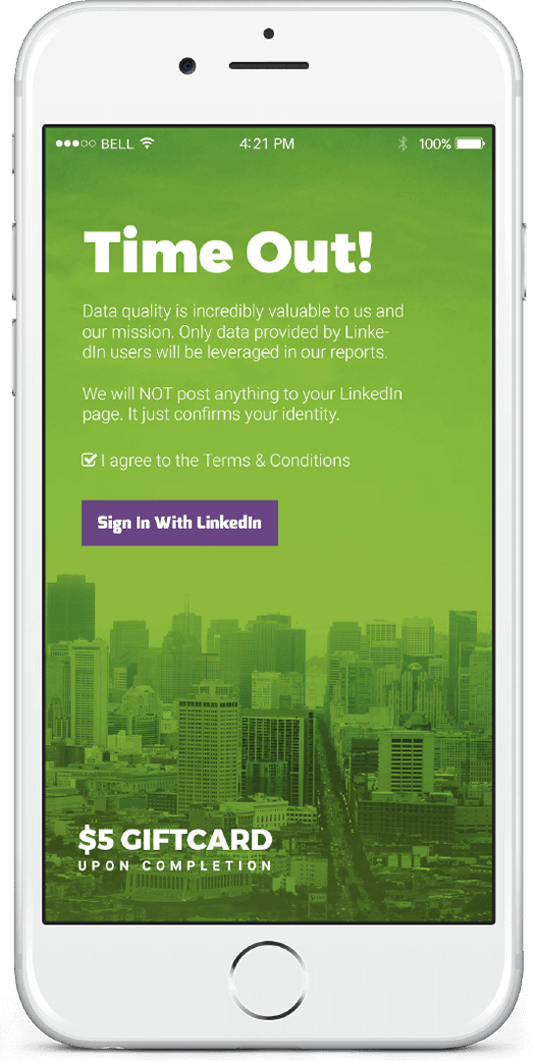 BELL 4:21 PM 100%
Time Out!
Data quality is incredibly valuable to us and
our mission. Only data provided by Linke-
dIn users will be leveraged in our reports.
We will NOT post anything to your LinkedIn
page. It just confirms your identity.
I agree to the Terms & Conditions
Sign In With LinkedIn
$5 GIFTCARD
UPON COMPLETION